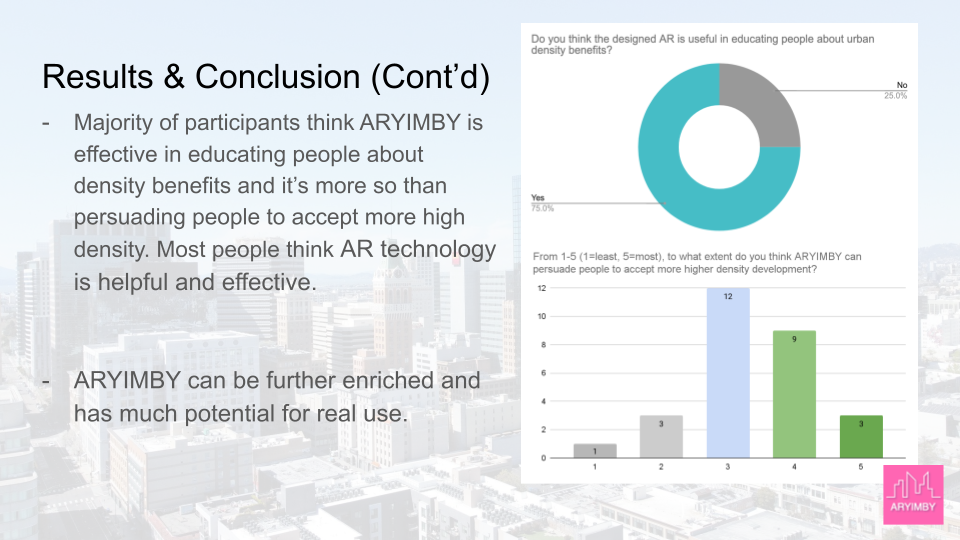 Results & Conclusion (Cont’d)
- Majority of participants think ARYIMBY is
effective in educating people about
density benefits and it’s more so than
persuading people to accept more high
density. Most people think AR technology
is helpful and effective.
- ARYIMBY can be further enriched and
has much potential for real use.
Do you think the designed AR is useful in educating people about urban
density benefits?
No
25.0%
Yes
75.0%
From 1-5 (1=least, 5=most), to what extent do you think ARYIMBY can
persuade people to accept more higher density development?
12
10
8
6
4
2
0
1
3
12
9
3
1 2 3 4 5
ARYIMBY